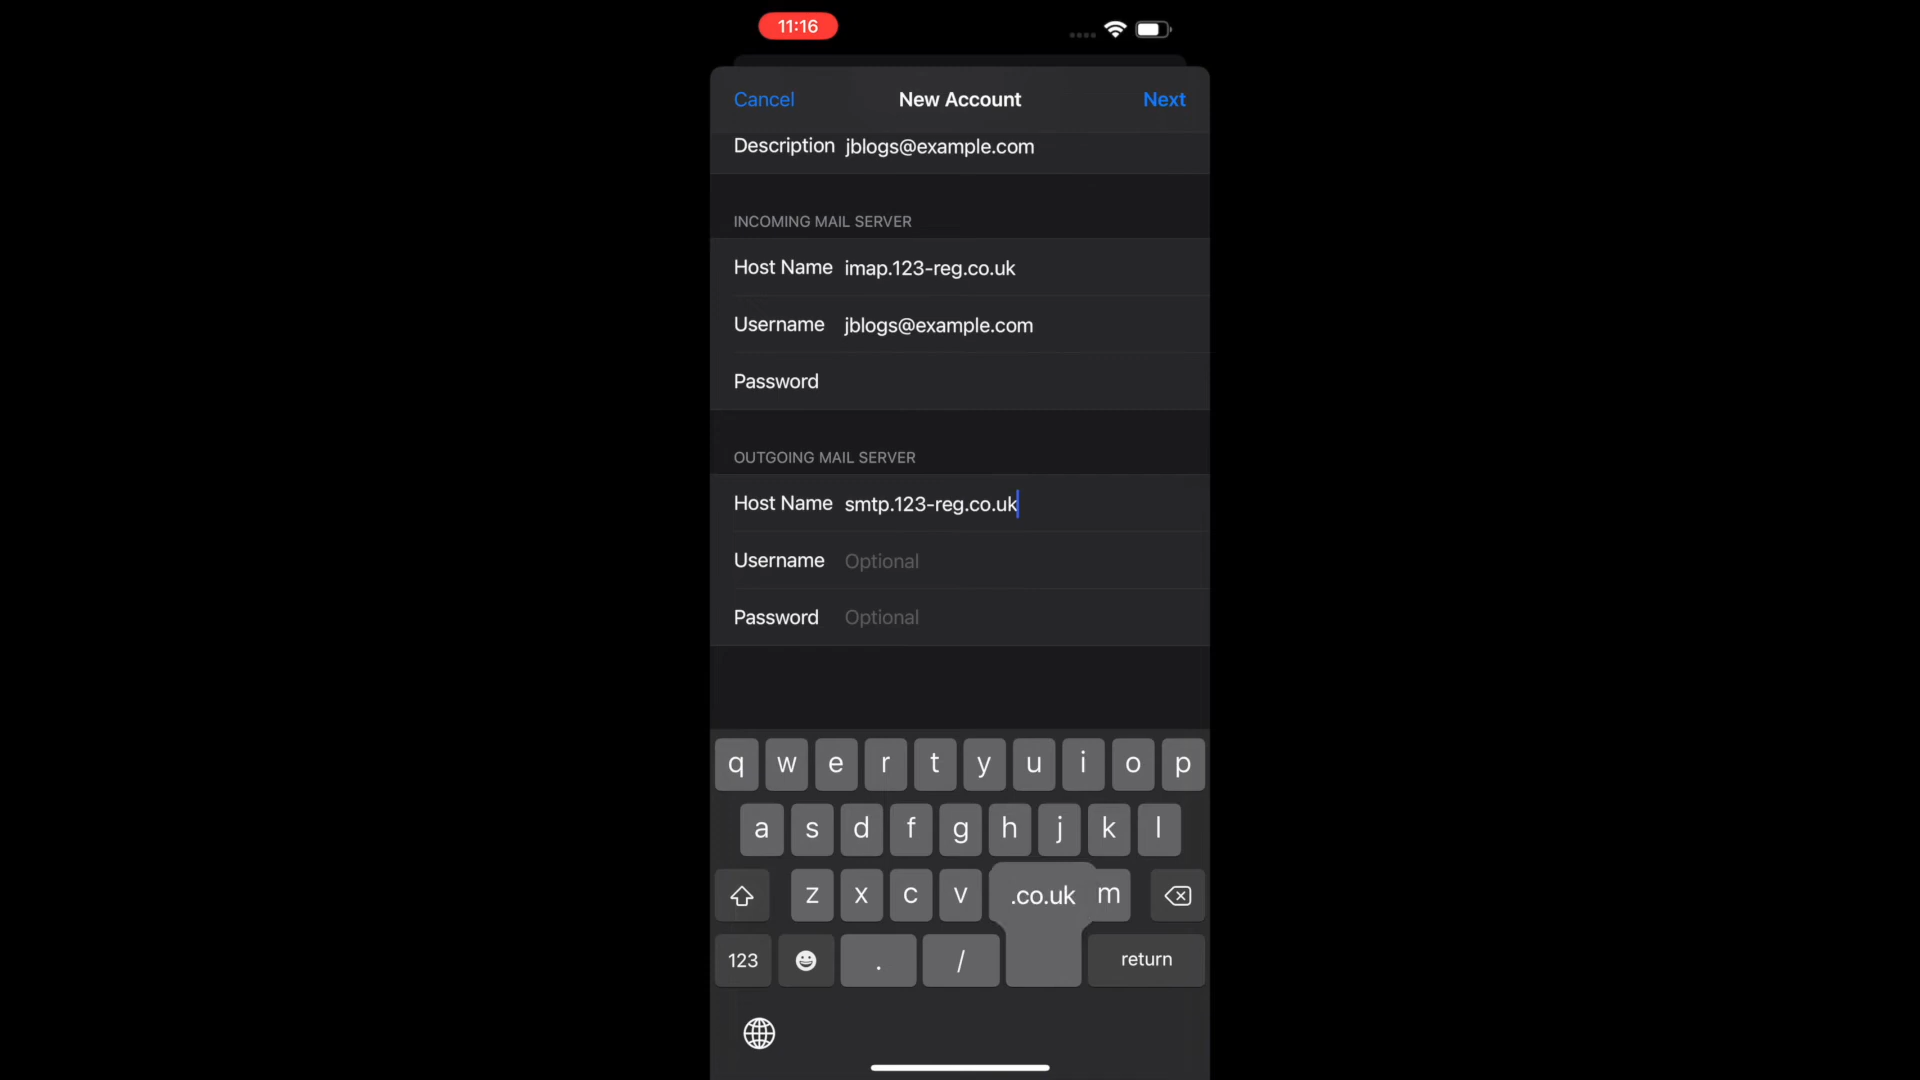 11:16
Cancel New Account Next
Description jblogs@example.com
INCOMING MAIL SERVER
Host Name imap.123-reg.co.uk
Username jblogs@example.com
Password
OUTGOING MAIL SERVER
Host Name smtp.123-reg.co.uk
Username Optional
Password Optional
q w e r t y u i o p
a s d f g h j k l
z x c v .co.uk m
123 . / return